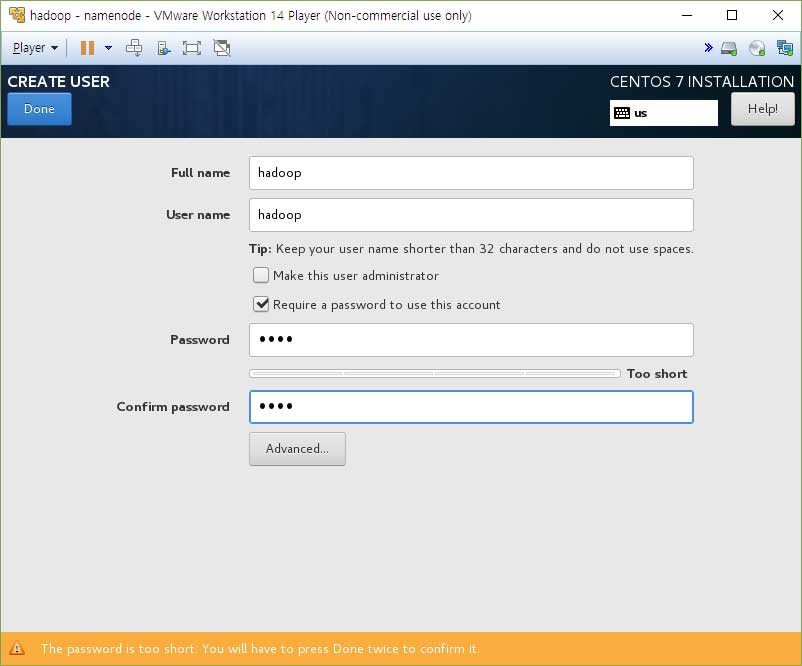 hadoop - namenode - VMware Workstation 14 Player (Non-commercial use only)
Player
CREATE USER
CENTOS 7 INSTALLATION
Done
us
Help!
Full name
hadoop
User name
hadoop
Tip: Keep your user name shorter than 32 characters and do not use spaces.
Make this user administrator
Require a password to use this account
Password
••••
Too short
Confirm password
••••
Advanced...
The password is too short. You will have to press Done twice to confirm it.